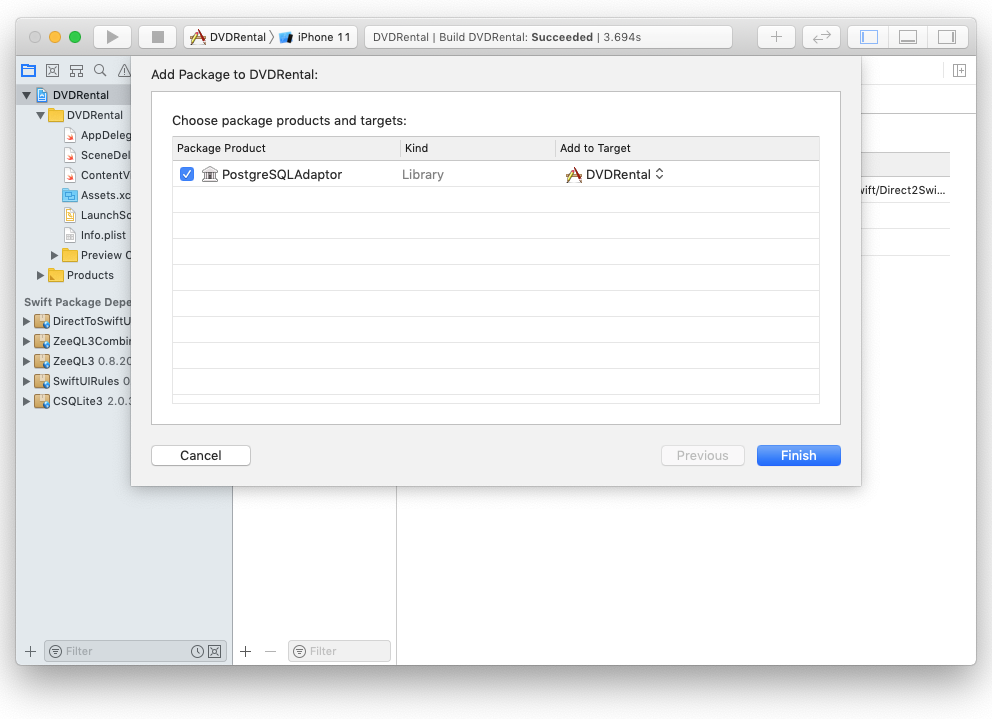 DVDRental
iPhone 11
DVDRental | Build DVDRental: Succeeded | 3.694s
Add Package to DVDRental:
Choose package products and targets:
Package Product
Kind
Add to Target
PostgreSQLAdaptor
Library
DVDRental
Cancel
Previous
Finish
DVDRental
DVDRental
AppDeleg
SceneDel
ContentVi
Assets.xc
LaunchSc
Info.plist
Preview C
Products
Swift Package Depe
DirectToSwiftU
ZeeQL3Combin
ZeeQL3 0.8.20
SwiftUIRules 0
CSQLite3 2.0.3
wift/Direct2Swi...
Filter
Filter